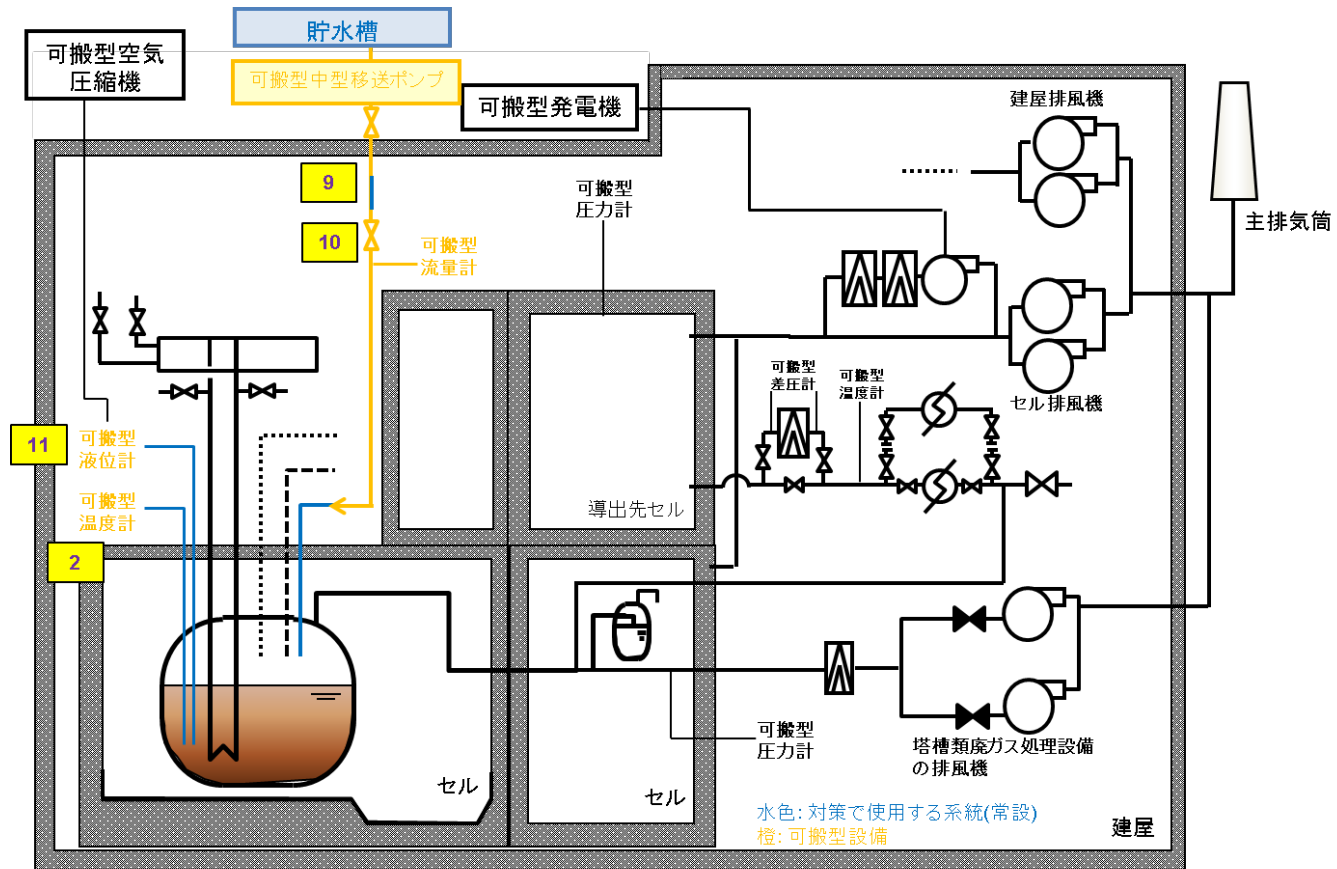 貯水槽
可搬型空気
圧縮機
可搬型中型移送ポンプ
可搬型発電機
建屋排風機
9
可搬型
圧力計
主排気筒
10
可搬型
流量計
可搬型
差圧計
可搬型
温度計
セル排風機
11
可搬型
液位計
可搬型
温度計
導出先セル
2
可搬型
圧力計
塔槽類廃ガス処理設備
の排風機
セル
セル
水色：対策で使用する系統(常設)
橙：可搬型設備
建屋